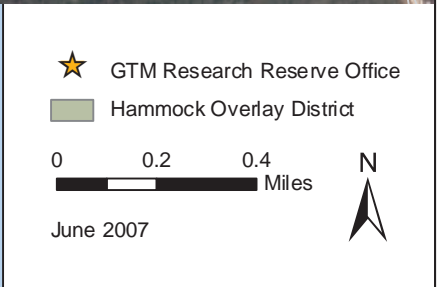 GTM Research Reserve Office
Hammock Overlay District
0 0.2 0.4
Miles
N
June 2007